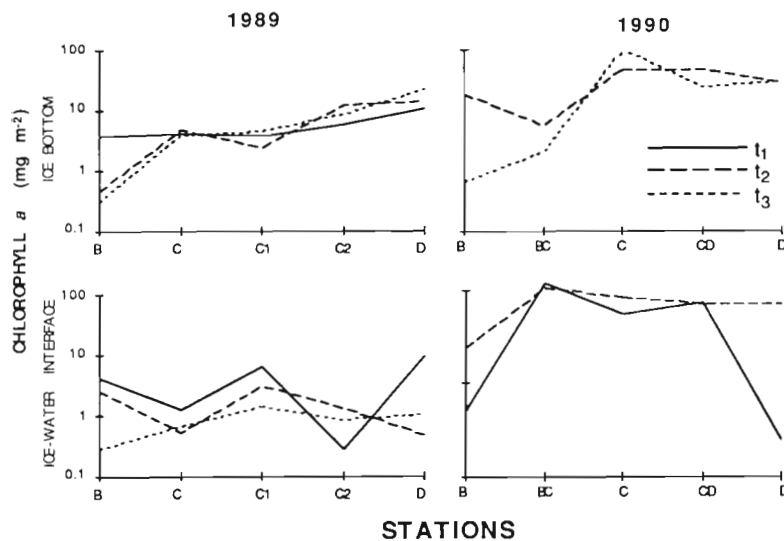 1989
1990
CHLOROPHYLL a (mg m-2)
ICE BOTTOM
100
10
1
0.1
B C C1 C2 D
B BC C CD D
t1
t2
t3
ICE-WATER INTERFACE
100
10
1
0.1
B C C1 C2 D
B BC C CD D
STATIONS